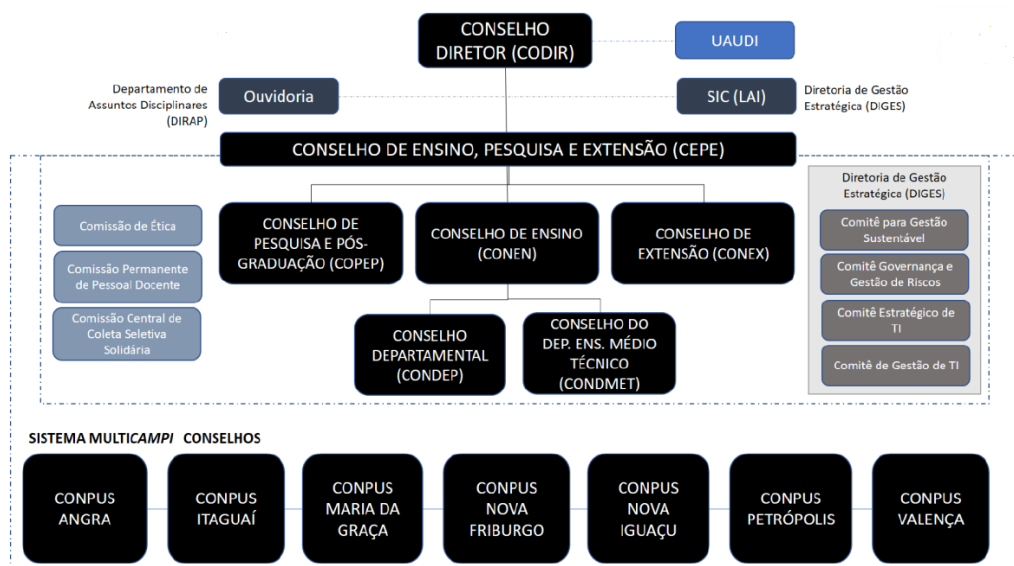 CONSELHO
DIRETOR (CODIR)
UAUDI
Departamento de
Assuntos Disciplinares
(DIRAP)
Ouvidoria
SIC (LAI)
Diretoria de Gestão
Estratégica (DIGES)
CONSELHO DE ENSINO, PESQUISA E EXTENSÃO (CEPE)
Comissão de Ética
Comissão Permanente
de Pessoal Docente
Comissão Central de
Coleta Seletiva
Solidária
CONSELHO DE
PESQUISA E PÓS-
GRADUAÇÃO (COPEP)
CONSELHO DE ENSINO
(CONEN)
CONSELHO DE
EXTENSÃO (CONEX)
CONSELHO
DEPARTAMENTAL
(CONDEP)
CONSELHO DO
DEP. ENS. MÉDIO
TÉCNICO
(CONDMET)
Diretoria de Gestão
Estratégica (DIGES)
Comitê para Gestão
Sustentável
Comitê Governança e
Gestão de Riscos
Comitê Estratégico de
TI
Comitê de Gestão de TI
SISTEMA MULTICAMPI CONSELHOS
CONPUS
ANGRA
CONPUS
ITAGUAÍ
CONPUS
MARIA DA
GRAÇA
CONPUS
NOVA
FRIBURGO
CONPUS
NOVA
IGUAÇU
CONPUS
PETRÓPOLIS
CONPUS
VALENÇA